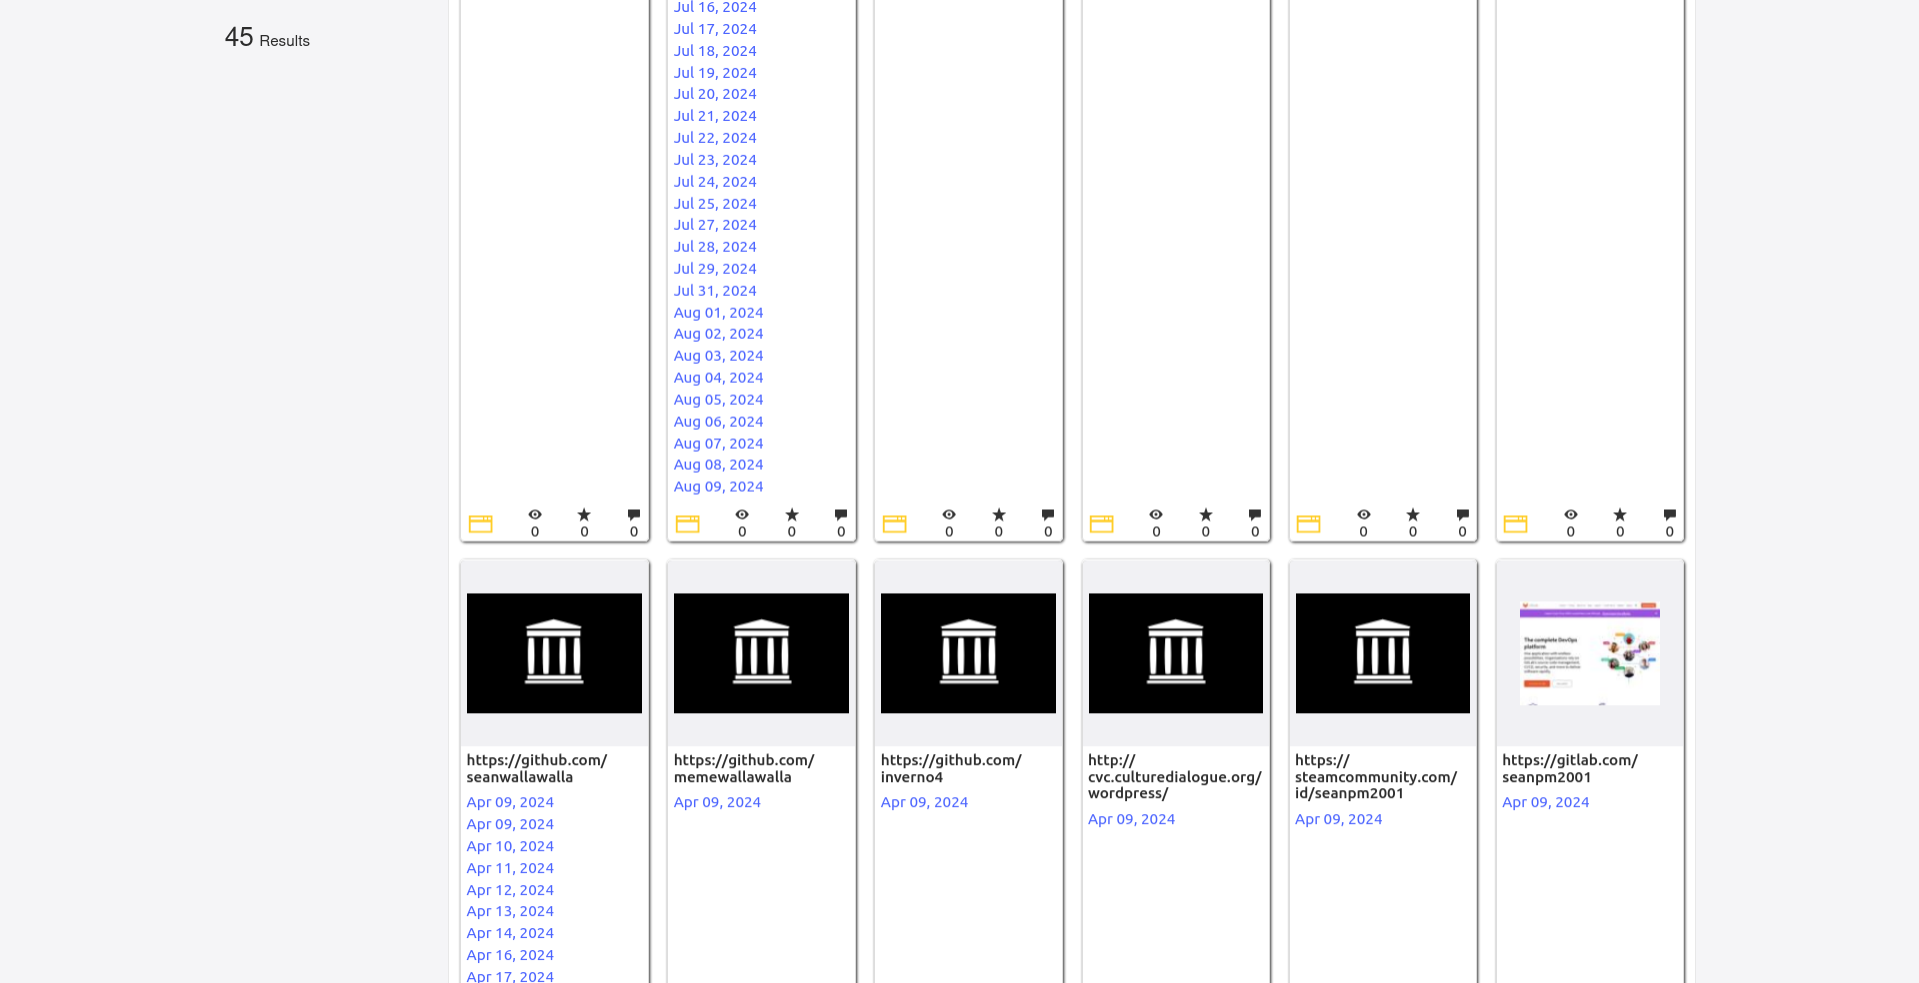 45 Results
Jul 16, 2024
Jul 17, 2024
Jul 18, 2024
Jul 19, 2024
Jul 20, 2024
Jul 21, 2024
Jul 22, 2024
Jul 23, 2024
Jul 24, 2024
Jul 25, 2024
Jul 27, 2024
Jul 28, 2024
Jul 29, 2024
Jul 31, 2024
Aug 01, 2024
Aug 02, 2024
Aug 03, 2024
Aug 04, 2024
Aug 05, 2024
Aug 06, 2024
Aug 07, 2024
Aug 08, 2024
Aug 09, 2024
0 0 0
0 0 0
0 0 0
0 0 0
0 0 0
0 0 0
https://github.com/
seanwallawalla
Apr 09, 2024
Apr 09, 2024
Apr 10, 2024
Apr 11, 2024
Apr 12, 2024
Apr 13, 2024
Apr 14, 2024
Apr 16, 2024
Apr 17, 2024
https://github.com/
memewallawalla
Apr 09, 2024
https://github.com/
inverno4
Apr 09, 2024
http://
cvc.culturedialogue.org/
wordpress/
Apr 09, 2024
https://
steamcommunity.com/
id/seanpm2001
Apr 09, 2024
The complete DevOps
platform
https://gitlab.com/
seanpm2001
Apr 09, 2024